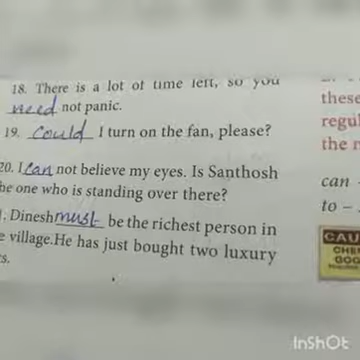 18. There is a lot of time left, so you
need not panic.
19. could I turn on the fan, please?
20. I can not believe my eyes. Is Santhosh
he one who is standing over there?
. Dinesh must be the richest person in
e village.He has just bought two luxury
s.
these
regul
the n
can -
to -
CAU
InShOt